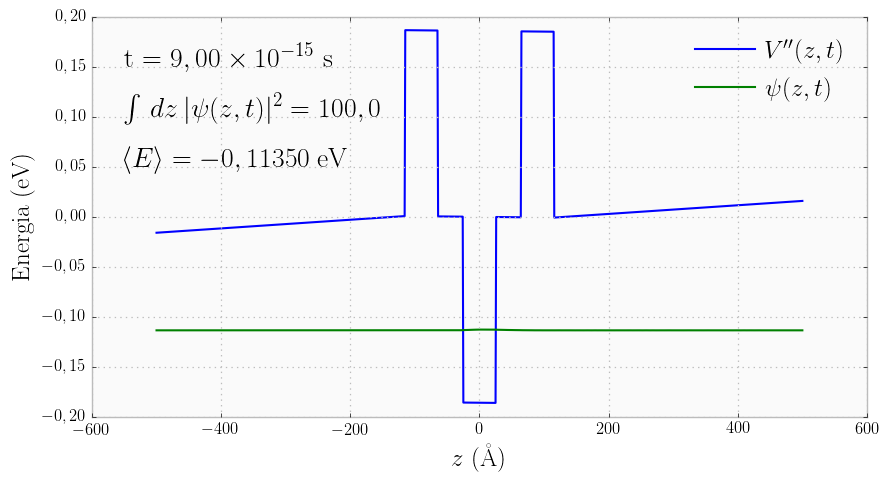 0,20
0,15
0,10
0,05
0,00
−0,05
−0,10
−0,15
−0,20
Energia (eV)
t = 9,00 × 10⁻¹⁵ s
∫ dz |ψ(z, t)|² = 100,0
⟨E⟩ = −0,11350 eV
V′′(z, t)
ψ(z, t)
−600 −400 −200 0 200 400 600
z (Å)